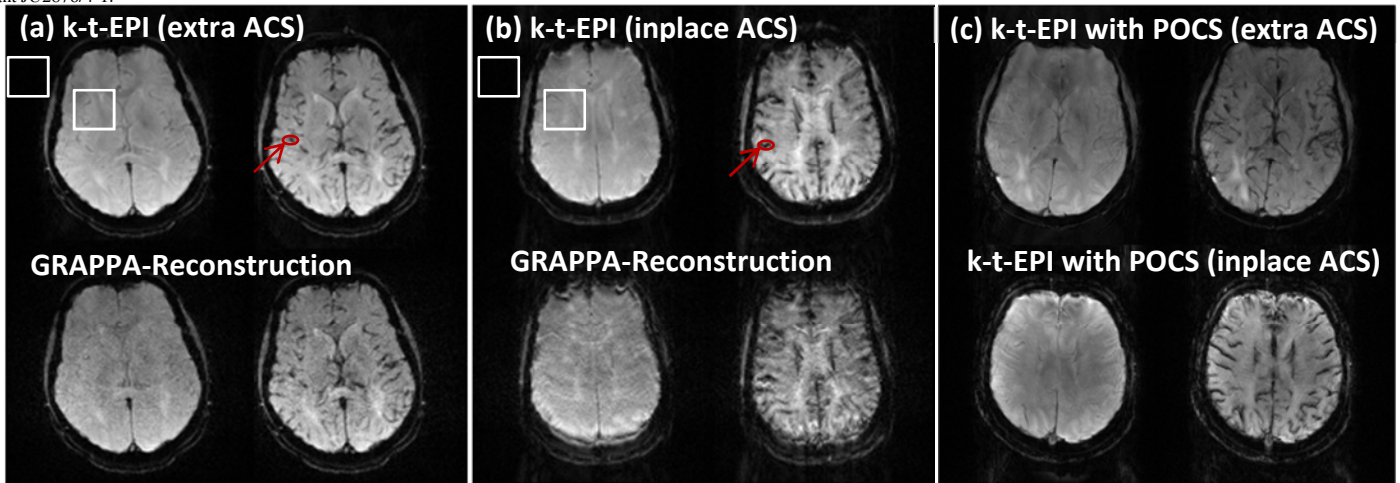 (a) k-t-EPI (extra ACS)
GRAPPA-Reconstruction
(b) k-t-EPI (inplace ACS)
GRAPPA-Reconstruction
(c) k-t-EPI with POCS (extra ACS)
k-t-EPI with POCS (inplace ACS)